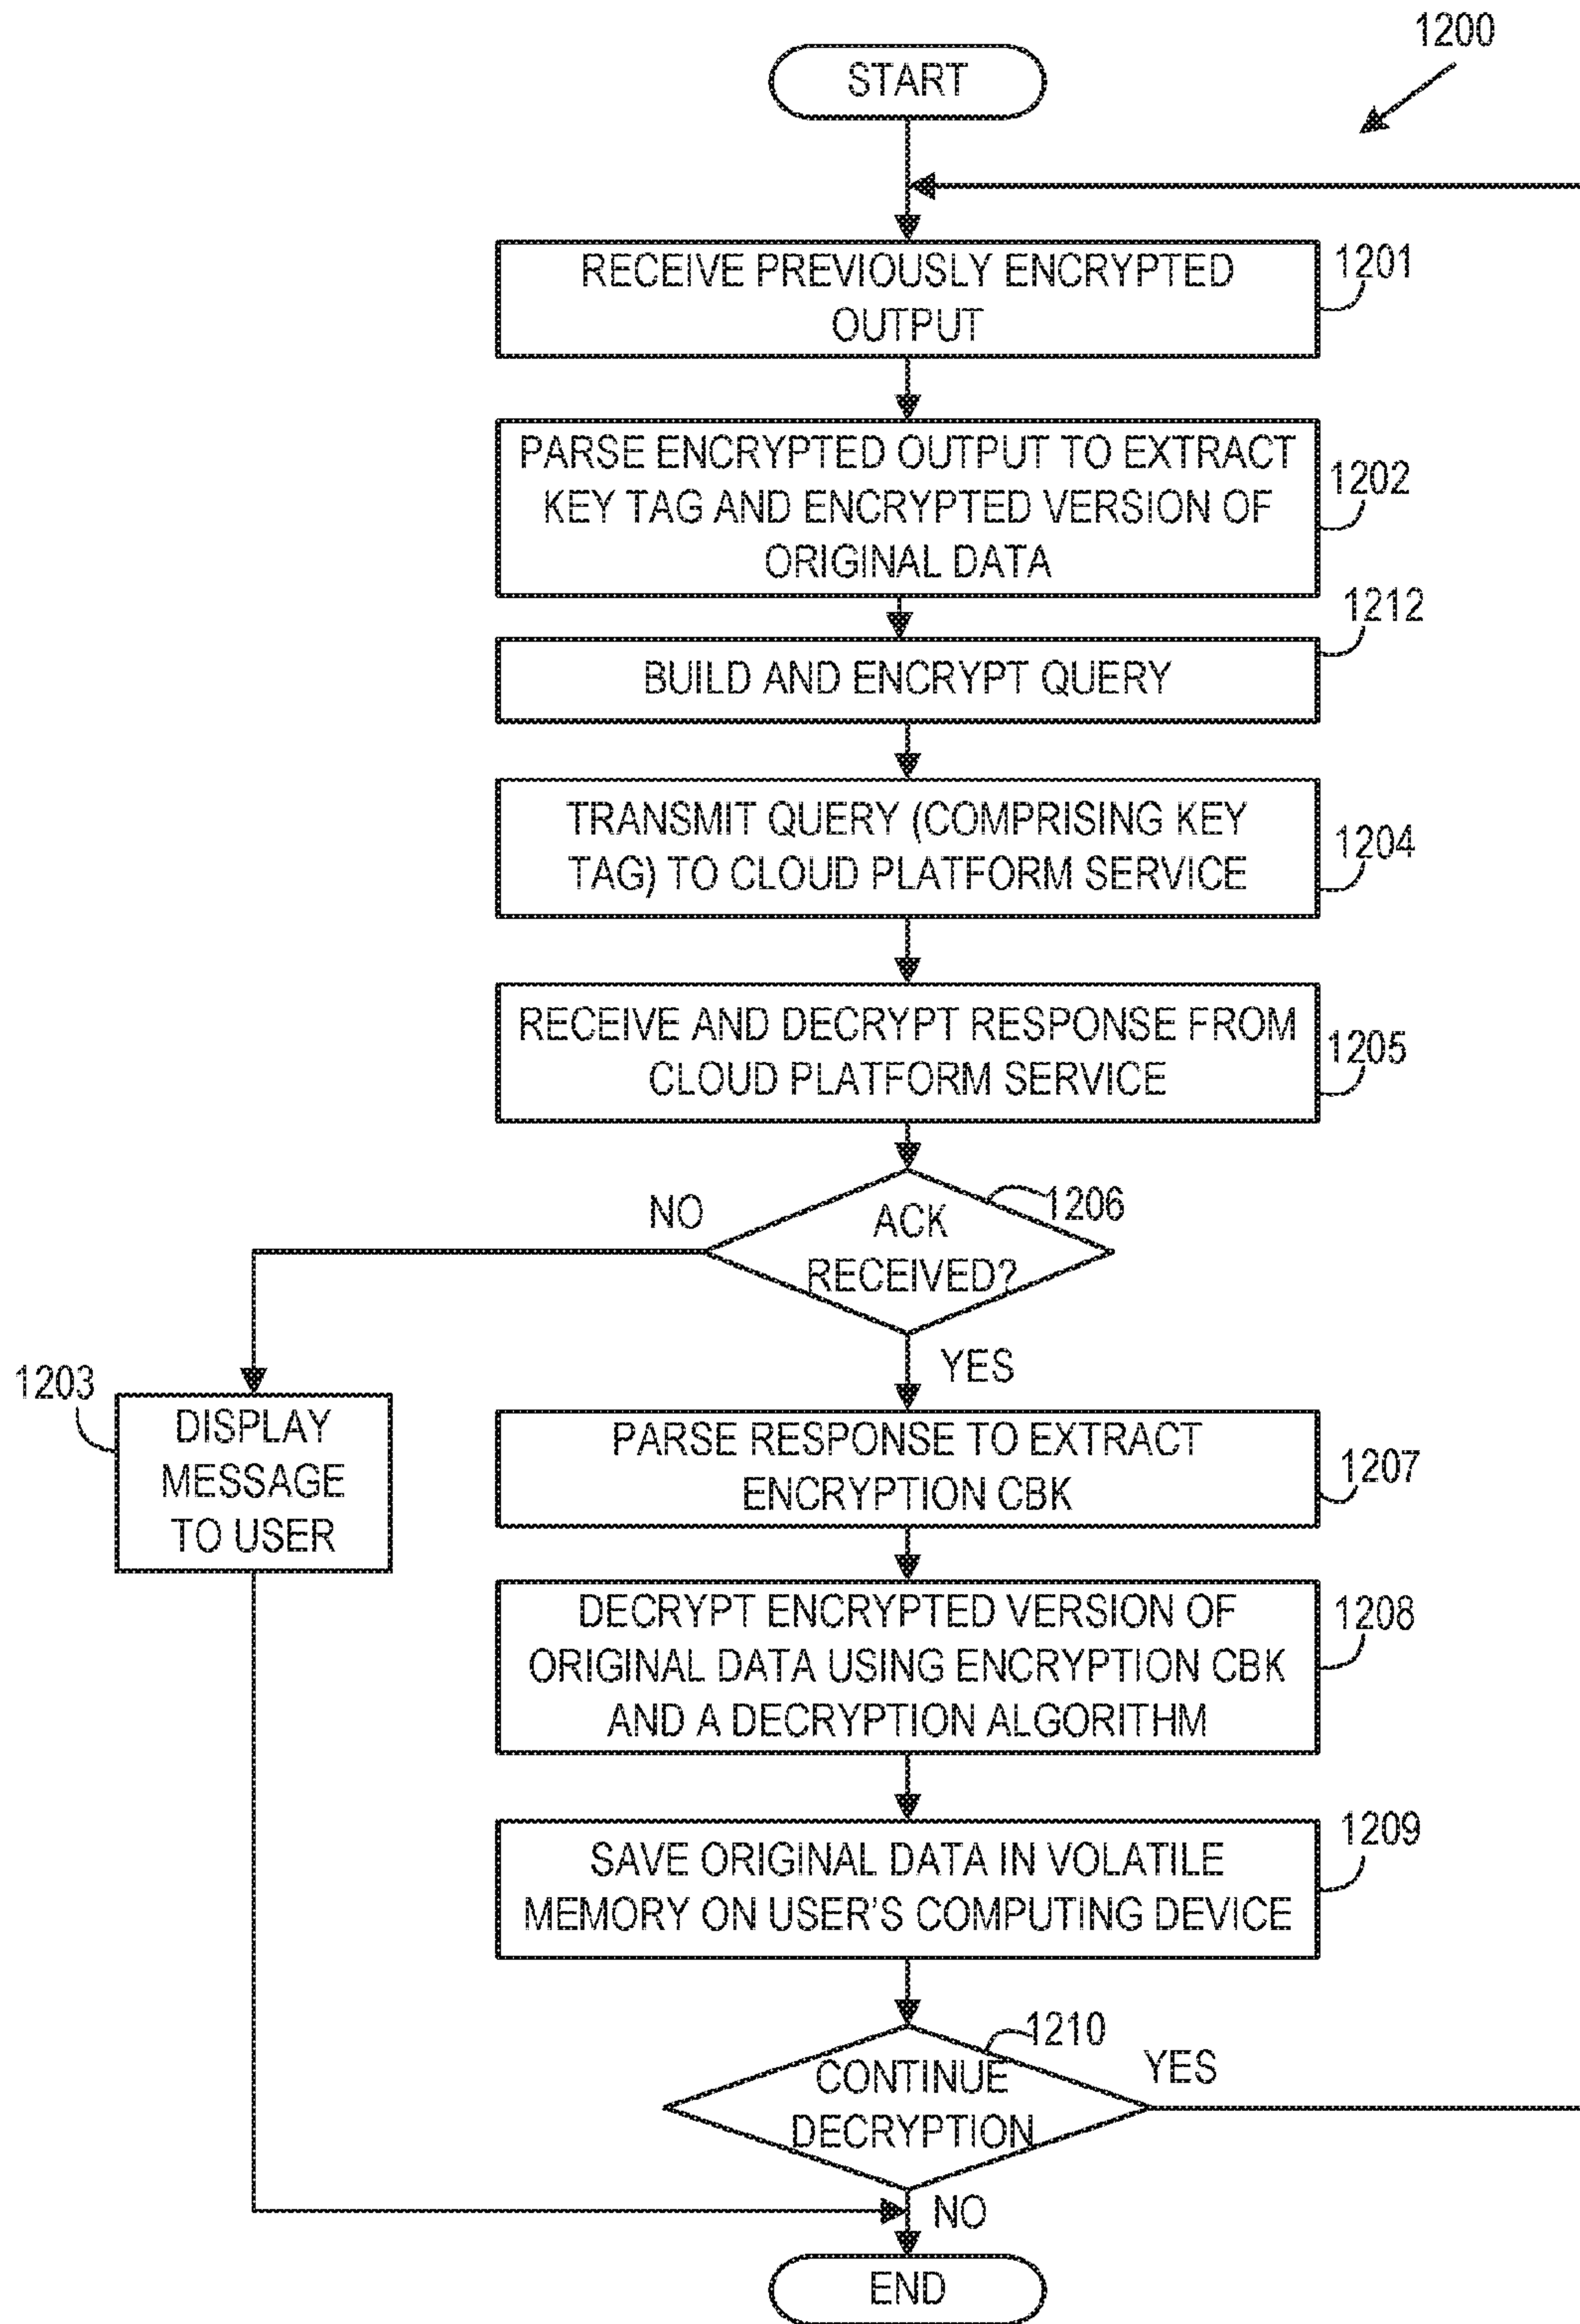 1200
START
RECEIVE PREVIOUSLY ENCRYPTED
OUTPUT
1201
PARSE ENCRYPTED OUTPUT TO EXTRACT
KEY TAG AND ENCRYPTED VERSION OF
ORIGINAL DATA
1202
1212
BUILD AND ENCRYPT QUERY
TRANSMIT QUERY (COMPRISING KEY
TAG) TO CLOUD PLATFORM SERVICE
1204
RECEIVE AND DECRYPT RESPONSE FROM
CLOUD PLATFORM SERVICE
1205
NO
ACK
RECEIVED?
1206
YES
1203
DISPLAY
MESSAGE
TO USER
PARSE RESPONSE TO EXTRACT
ENCRYPTION CBK
1207
DECRYPT ENCRYPTED VERSION OF
ORIGINAL DATA USING ENCRYPTION CBK
AND A DECRYPTION ALGORITHM
1208
SAVE ORIGINAL DATA IN VOLATILE
MEMORY ON USER'S COMPUTING DEVICE
1209
1210
CONTINUE
DECRYPTION
YES
NO
END